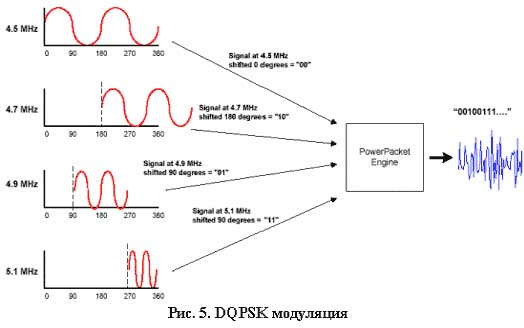 4.5 MHz
0 90 180 270 360
Signal at 4.5 MHz
shifted 0 degrees = "00"
4.7 MHz
0 90 180 270 360
Signal at 4.7 MHz
shifted 180 degrees = "10"
"00100111...."
PowerPacket
Engine
4.9 MHz
0 90 180 270 360
Signal at 4.9 MHz
shifted 90 degrees = "01"
Signal at 5.1 MHz
shifted 90 degrees = "11"
5.1 MHz
0 90 180 270 360
Рис. 5. DQPSK модуляция